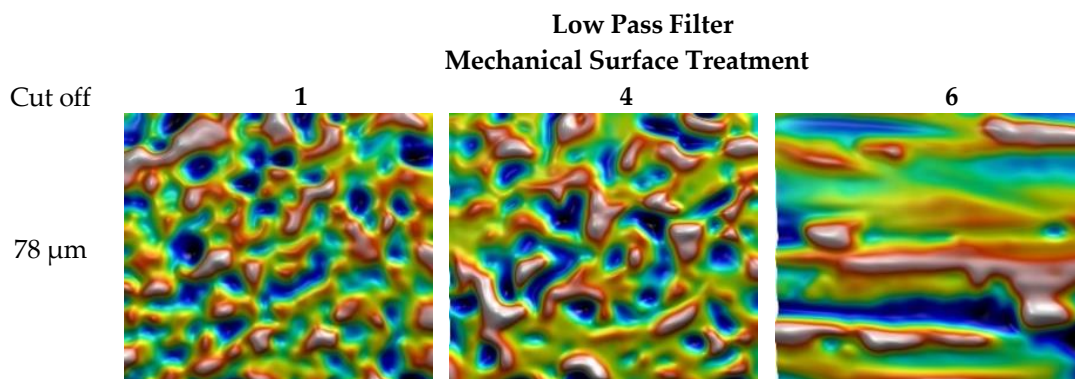 Low Pass Filter
Mechanical Surface Treatment
Cut off 1 4 6
78 μm